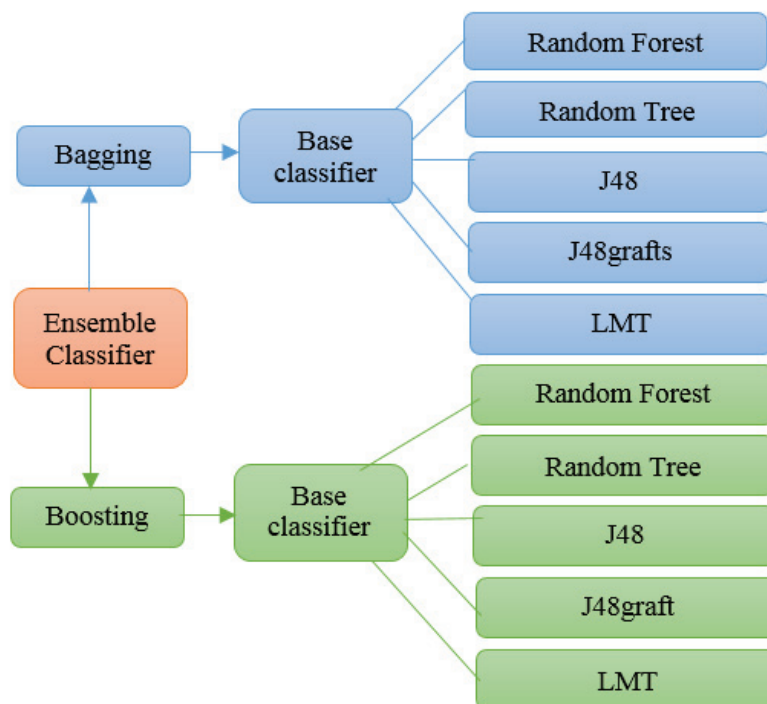 Random Forest
Random Tree
Bagging
Base
classifier
J48
J48grafts
Ensemble
Classifier
LMT
Random Forest
Random Tree
Boosting
Base
classifier
J48
J48graft
LMT